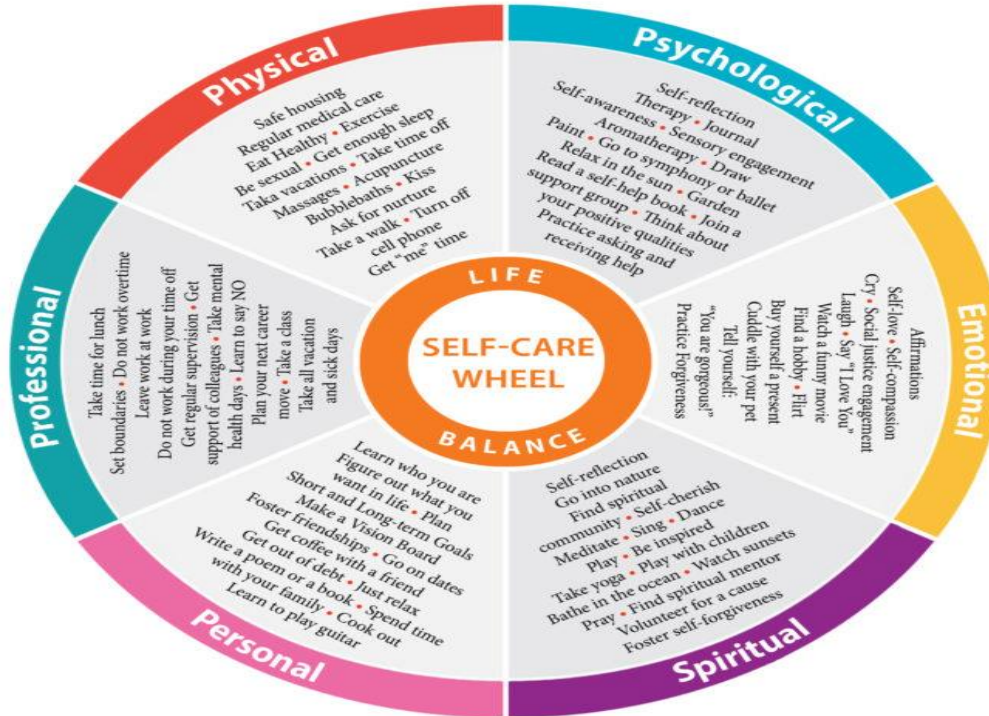 Physical
Safe housing
Regular medical care
Eat Healthy • Exercise
Be sexual • Get enough sleep
Taka vacations • Take time off
Massages • Acupuncture
Bubblebaths • Kiss
Ask for nurture
Take a walk • Turn off
cell phone
Get "me" time
Psychological
Self-reflection
Therapy • Journal
Self-awareness • Sensory engagement
Aromatherapy • Draw
Paint • Go to symphony or ballet
Relax in the sun • Garden
Read a self-help book • Join a
support group • Think about
your positive qualities
Practice asking and
receiving help
Emotional
Affirmations
Self-love • Self-compassion
Cry • Social justice engagement
Laugh • Say "I Love You"
Watch a funny movie
Find a hobby • Flirt
Buy yourself a present
Cuddle with your pet
Tell yourself:
"You are gorgeous!"
Practice Forgiveness
Spiritual
Self-reflection
Go into nature
Find spiritual
community • Self-cherish
Meditate • Sing • Dance
Play • Be inspired
Take yoga • Play with children
Bathe in the ocean • Watch sunsets
Pray • Find spiritual mentor
Volunteer for a cause
Foster self-forgiveness
Personal
Learn who you are
Figure out what you
want in life • Plan
Short and Long-term Goals
Make a Vision Board
Foster friendships • Go on dates
Get coffee with a friend
Get out of debt • Just relax
Write a poem or a book • Spend time
with your family • Cook out
Learn to play guitar
Professional
Take time for lunch
Set boundaries • Do not work overtime
Leave work at work
Do not work during your time off
Get regular supervision • Get
support of colleagues • Take mental
health days • Learn to say NO
Plan your next career
move • Take a class
Take all vacation
and sick days
LIFE
SELF-CARE
WHEEL
BALANCE